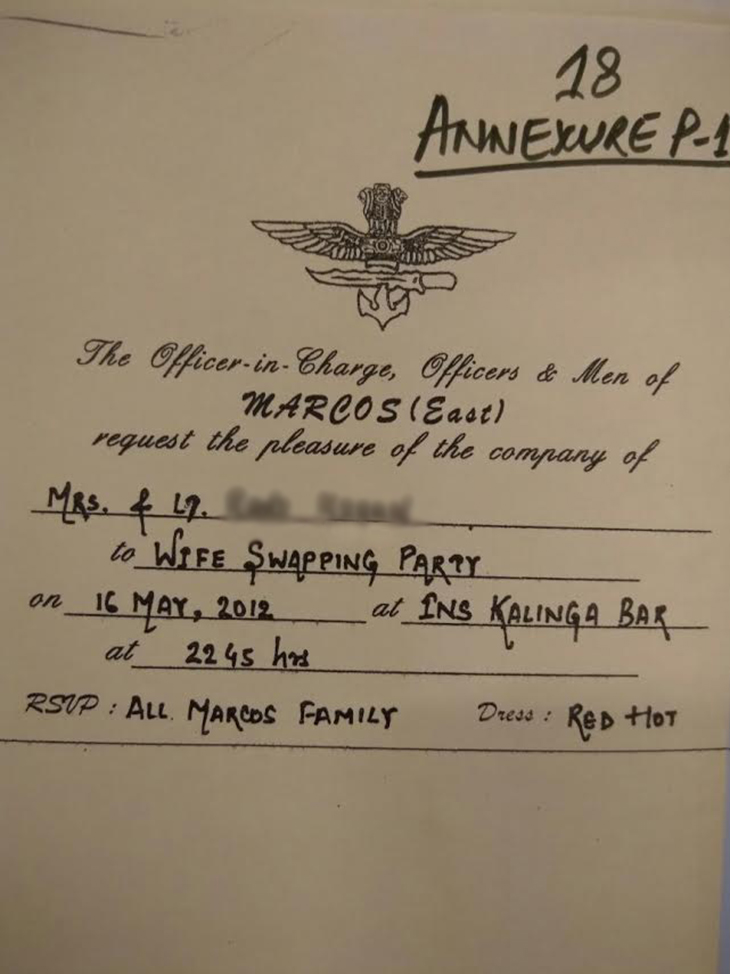 18
ANNEXURE P-1
The Officer-in-Charge, Officers & Men of
MARCOS (East)
request the pleasure of the company of
MRS. & LT.
to WIFE SWAPPING PARTY
on 16 MAY, 2012 at INS KALINGA BAR
at 2245 hrs
RSVP : ALL MARCOS FAMILY Dress : RED HOT